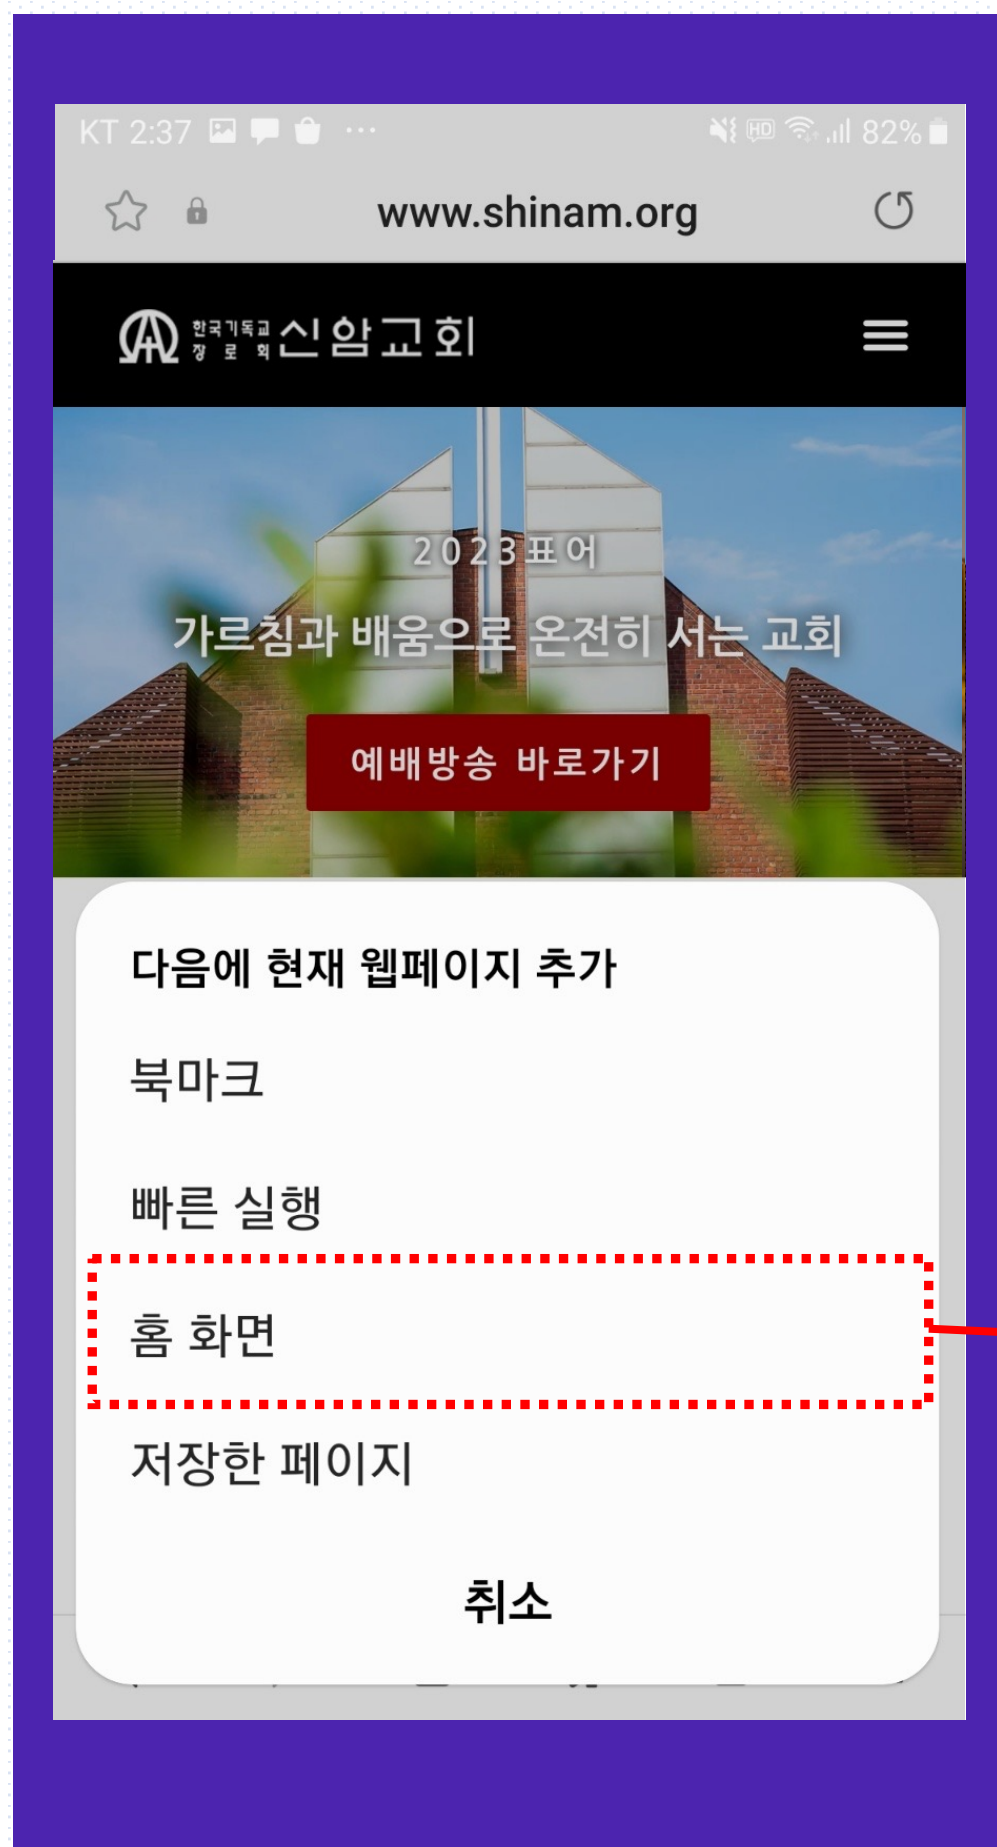 KT 2:37 ... HD 82%
www.shinam.org
한국기독교
장로회
신암교회
2023표어
가르침과 배움으로 온전히 서는 교회
예배방송 바로가기
다음에 현재 웹페이지 추가
북마크
빠른 실행
홈 화면
저장한 페이지
취소